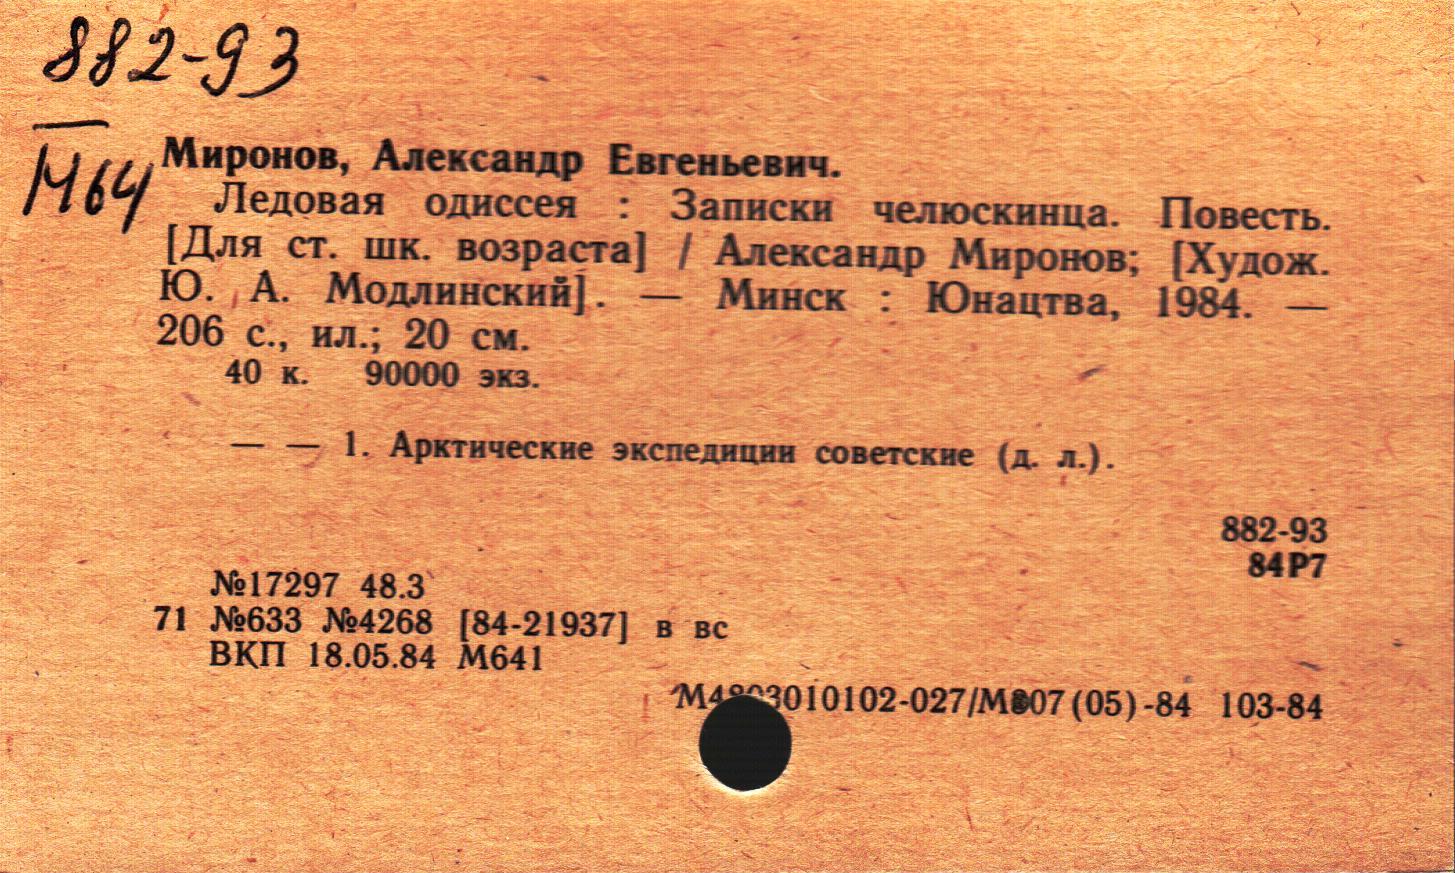 882-93
М64
Миронов, Александр Евгеньевич.
Ледовая одиссея : Записки челюскинца. Повесть.
[Для ст. шк. возраста] / Александр Миронов; [Худож.
Ю. А. Модлинский]. — Минск : Юнацтва, 1984. —
206 с., ил.; 20 см.
40 к. 90000 экз.
— — 1. Арктические экспедиции советские (д. л.).
882-93
84Р7
№17297 48.3
71 №633 №4268 [84-21937] в вс
ВКП 18.05.84 М641
103-84